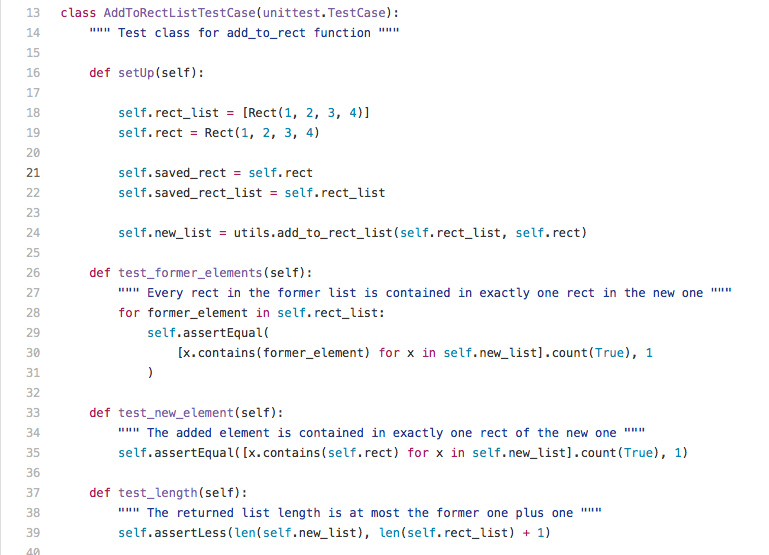 13 class AddToRectListTestCase(unittest.TestCase):
14     """ Test class for add_to_rect function """
15
16     def setUp(self):
17
18         self.rect_list = [Rect(1, 2, 3, 4)]
19         self.rect = Rect(1, 2, 3, 4)
20
21         self.saved_rect = self.rect
22         self.saved_rect_list = self.rect_list
23
24         self.new_list = utils.add_to_rect_list(self.rect_list, self.rect)
25
26     def test_former_elements(self):
27         """ Every rect in the former list is contained in exactly one rect in the new one """
28         for former_element in self.rect_list:
29             self.assertEqual(
30                 [x.contains(former_element) for x in self.new_list].count(True), 1
31             )
32
33     def test_new_element(self):
34         """ The added element is contained in exactly one rect of the new one """
35         self.assertEqual([x.contains(self.rect) for x in self.new_list].count(True), 1)
36
37     def test_length(self):
38         """ The returned list length is at most the former one plus one """
39         self.assertLess(len(self.new_list), len(self.rect_list) + 1)
40